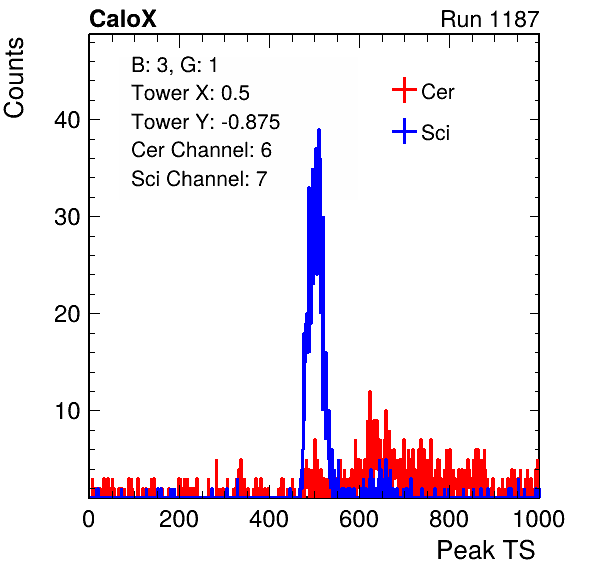 CaloX Run 1187
Counts
B: 3, G: 1
Tower X: 0.5
Tower Y: -0.875
Cer Channel: 6
Sci Channel: 7
Cer
Sci
40
30
20
10
0 200 400 600 800 1000
Peak TS